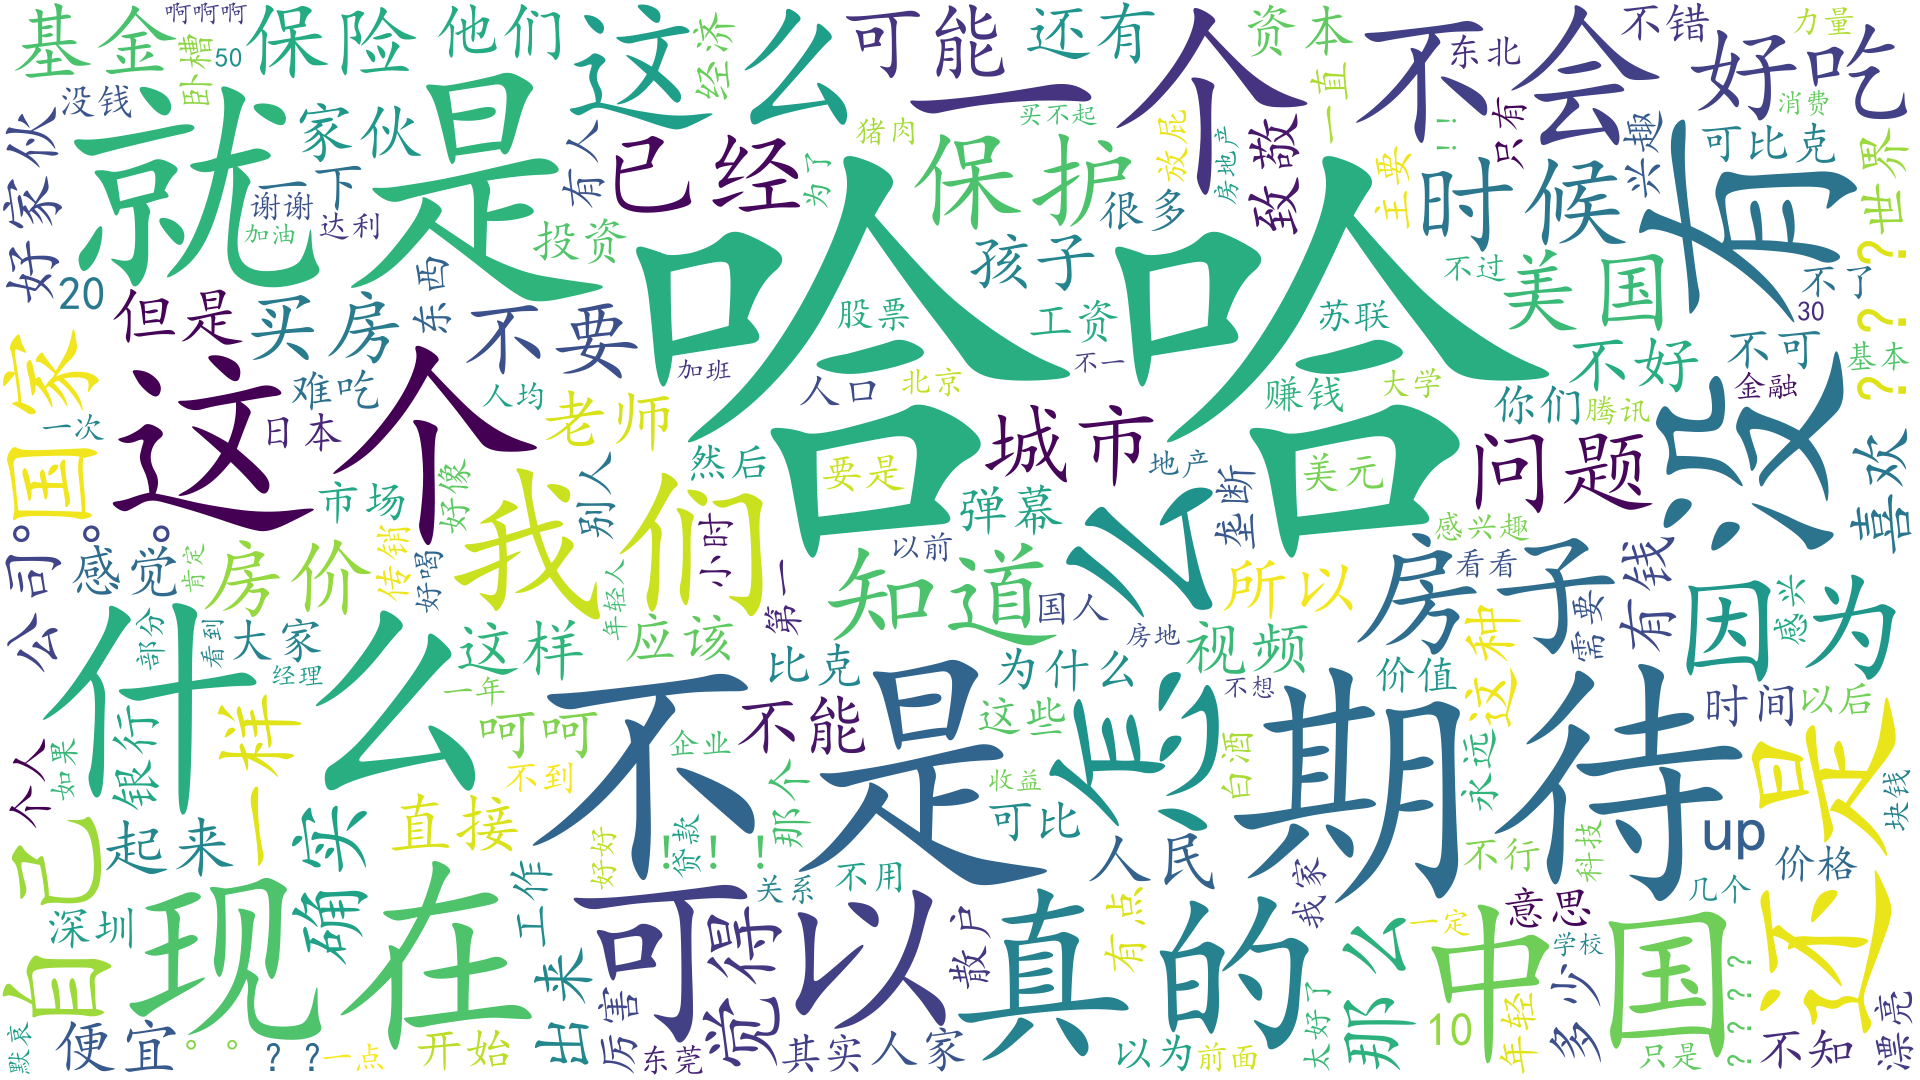 基金
啊啊啊
卧槽
50
保险
他们
这么
经济
可能
还有
一个
资本
一直
不会
东北
不错
好吃
力量
没钱
就是
家伙
一下
有人
已经
为了
猪肉
买不起
保护
放屁
房地产
致敬
主要
!!
只有
时候
兴趣
可比克
消费
世界
好家伙
谢谢
加油
达利
投资
哈哈
很多
孩子
没有
20
但是
买房
东西
不要
股票
工资
苏联
不过
美国
不了
30
????
国家
这个
难吃
日本
人均
老师
加班
人口
北京
不一
赚钱
大学
不好
你们
腾讯
不可
金融
基本
一次
市场
好像
我们
别人
然后
要是
城市
弹幕
地产
垄断
美元
问题
感兴趣
喜欢
。。。
公司
感觉
肯定
房价
传销
好喝
小时
年轻人
以前
知道
怎么
国人
所以
房子
看看
需要
有钱
因为
感兴
什么
部分
看到
大家
经理
这样
一年
应该
第一
比克
为什么
房地
视频
不想
价值
这种
时间
以后
还是
个人
如果
银行
一样
呵呵
不到
不是
企业
不能
那个
这些
收益
可比
白酒
期待
永远
up
价格
块钱
自己
起来
确实
直接
好好
贷款
!!!
关系
不用
人民
我家
不行
科技
几个
深圳
现在
工作
出来
可以
觉得
散户
真的
有点
那么
一定
中国
意思
学校
多少
????
默哀
便宜
。。
??
一点
开始
厉害
东莞
其实
人家
以为
前面
太好了
10
年轻
只是
不知
漂亮